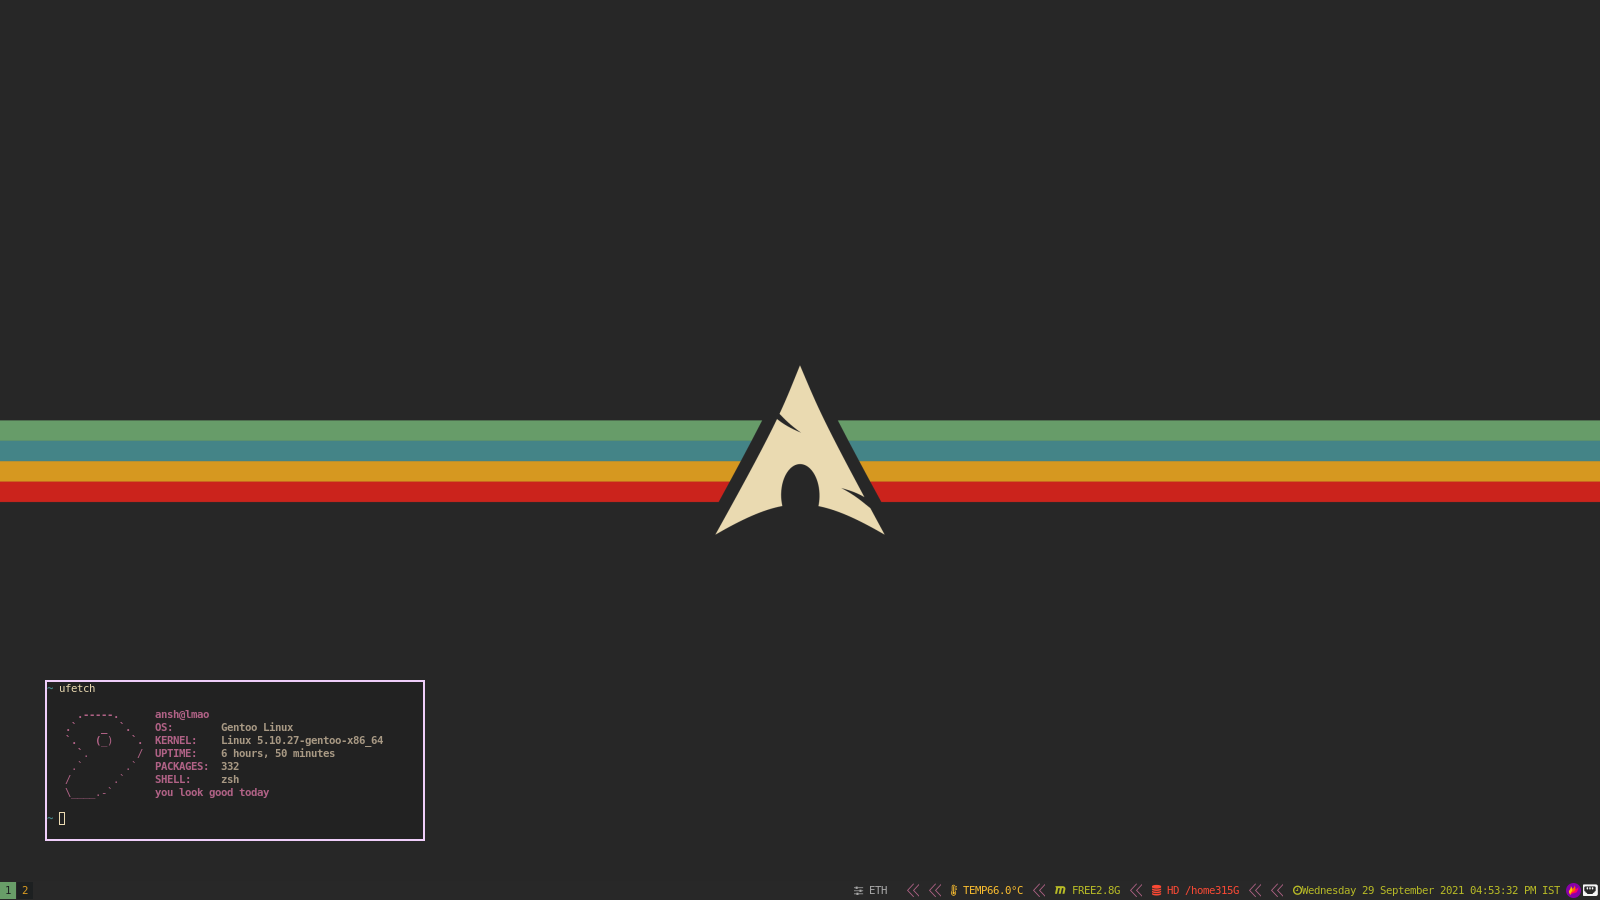 ~ ufetch
ansh@lmao
OS: Gentoo Linux
KERNEL: Linux 5.10.27-gentoo-x86_64
UPTIME: 6 hours, 50 minutes
PACKAGES: 332
SHELL: zsh
you look good today
~
1 2 ETH TEMP66.0°C m FREE2.8G HD /home315G Wednesday 29 September 2021 04:53:32 PM IST